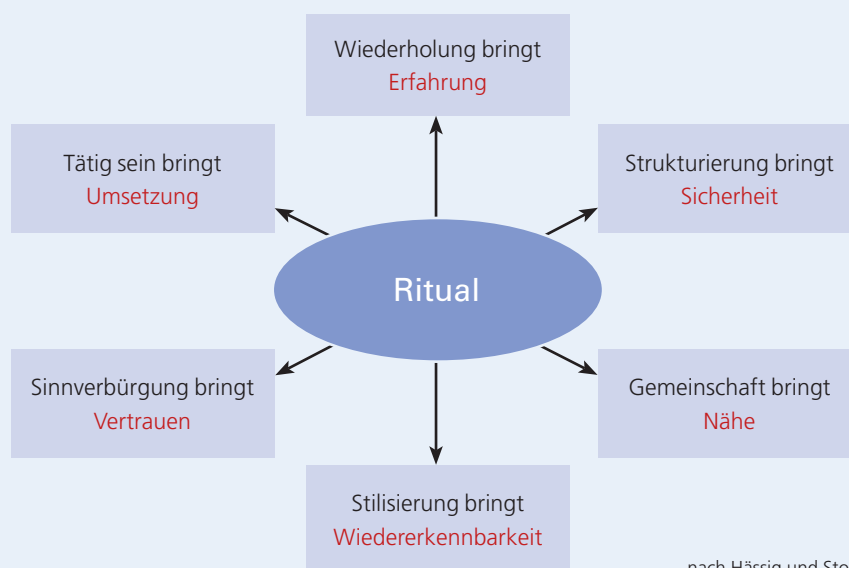 Wiederholung bringt
Erfahrung
Tätig sein bringt
Umsetzung
Strukturierung bringt
Sicherheit
Ritual
Sinnverbürgung bringt
Vertrauen
Gemeinschaft bringt
Nähe
Stilisierung bringt
Wiedererkennbarkeit
nach Hässig und